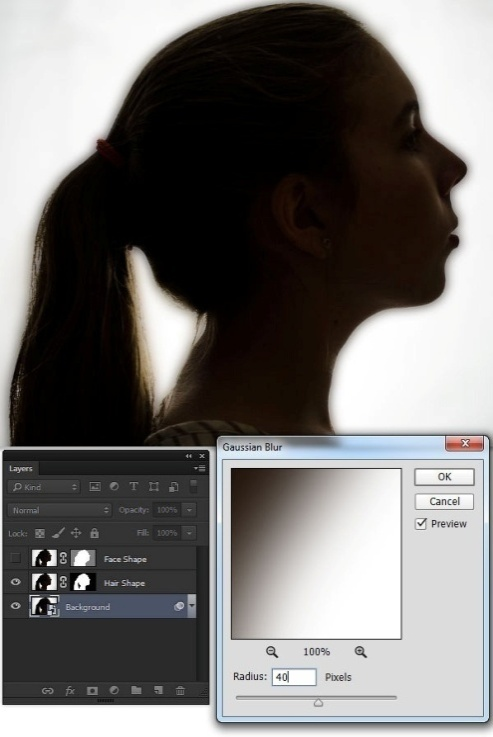 Layers
Kind
Normal Opacity: 100%
Lock: Fill: 100%
Face Shape
Hair Shape
Background
fx
Gaussian Blur
OK
Cancel
Preview
100%
Radius: 40 Pixels